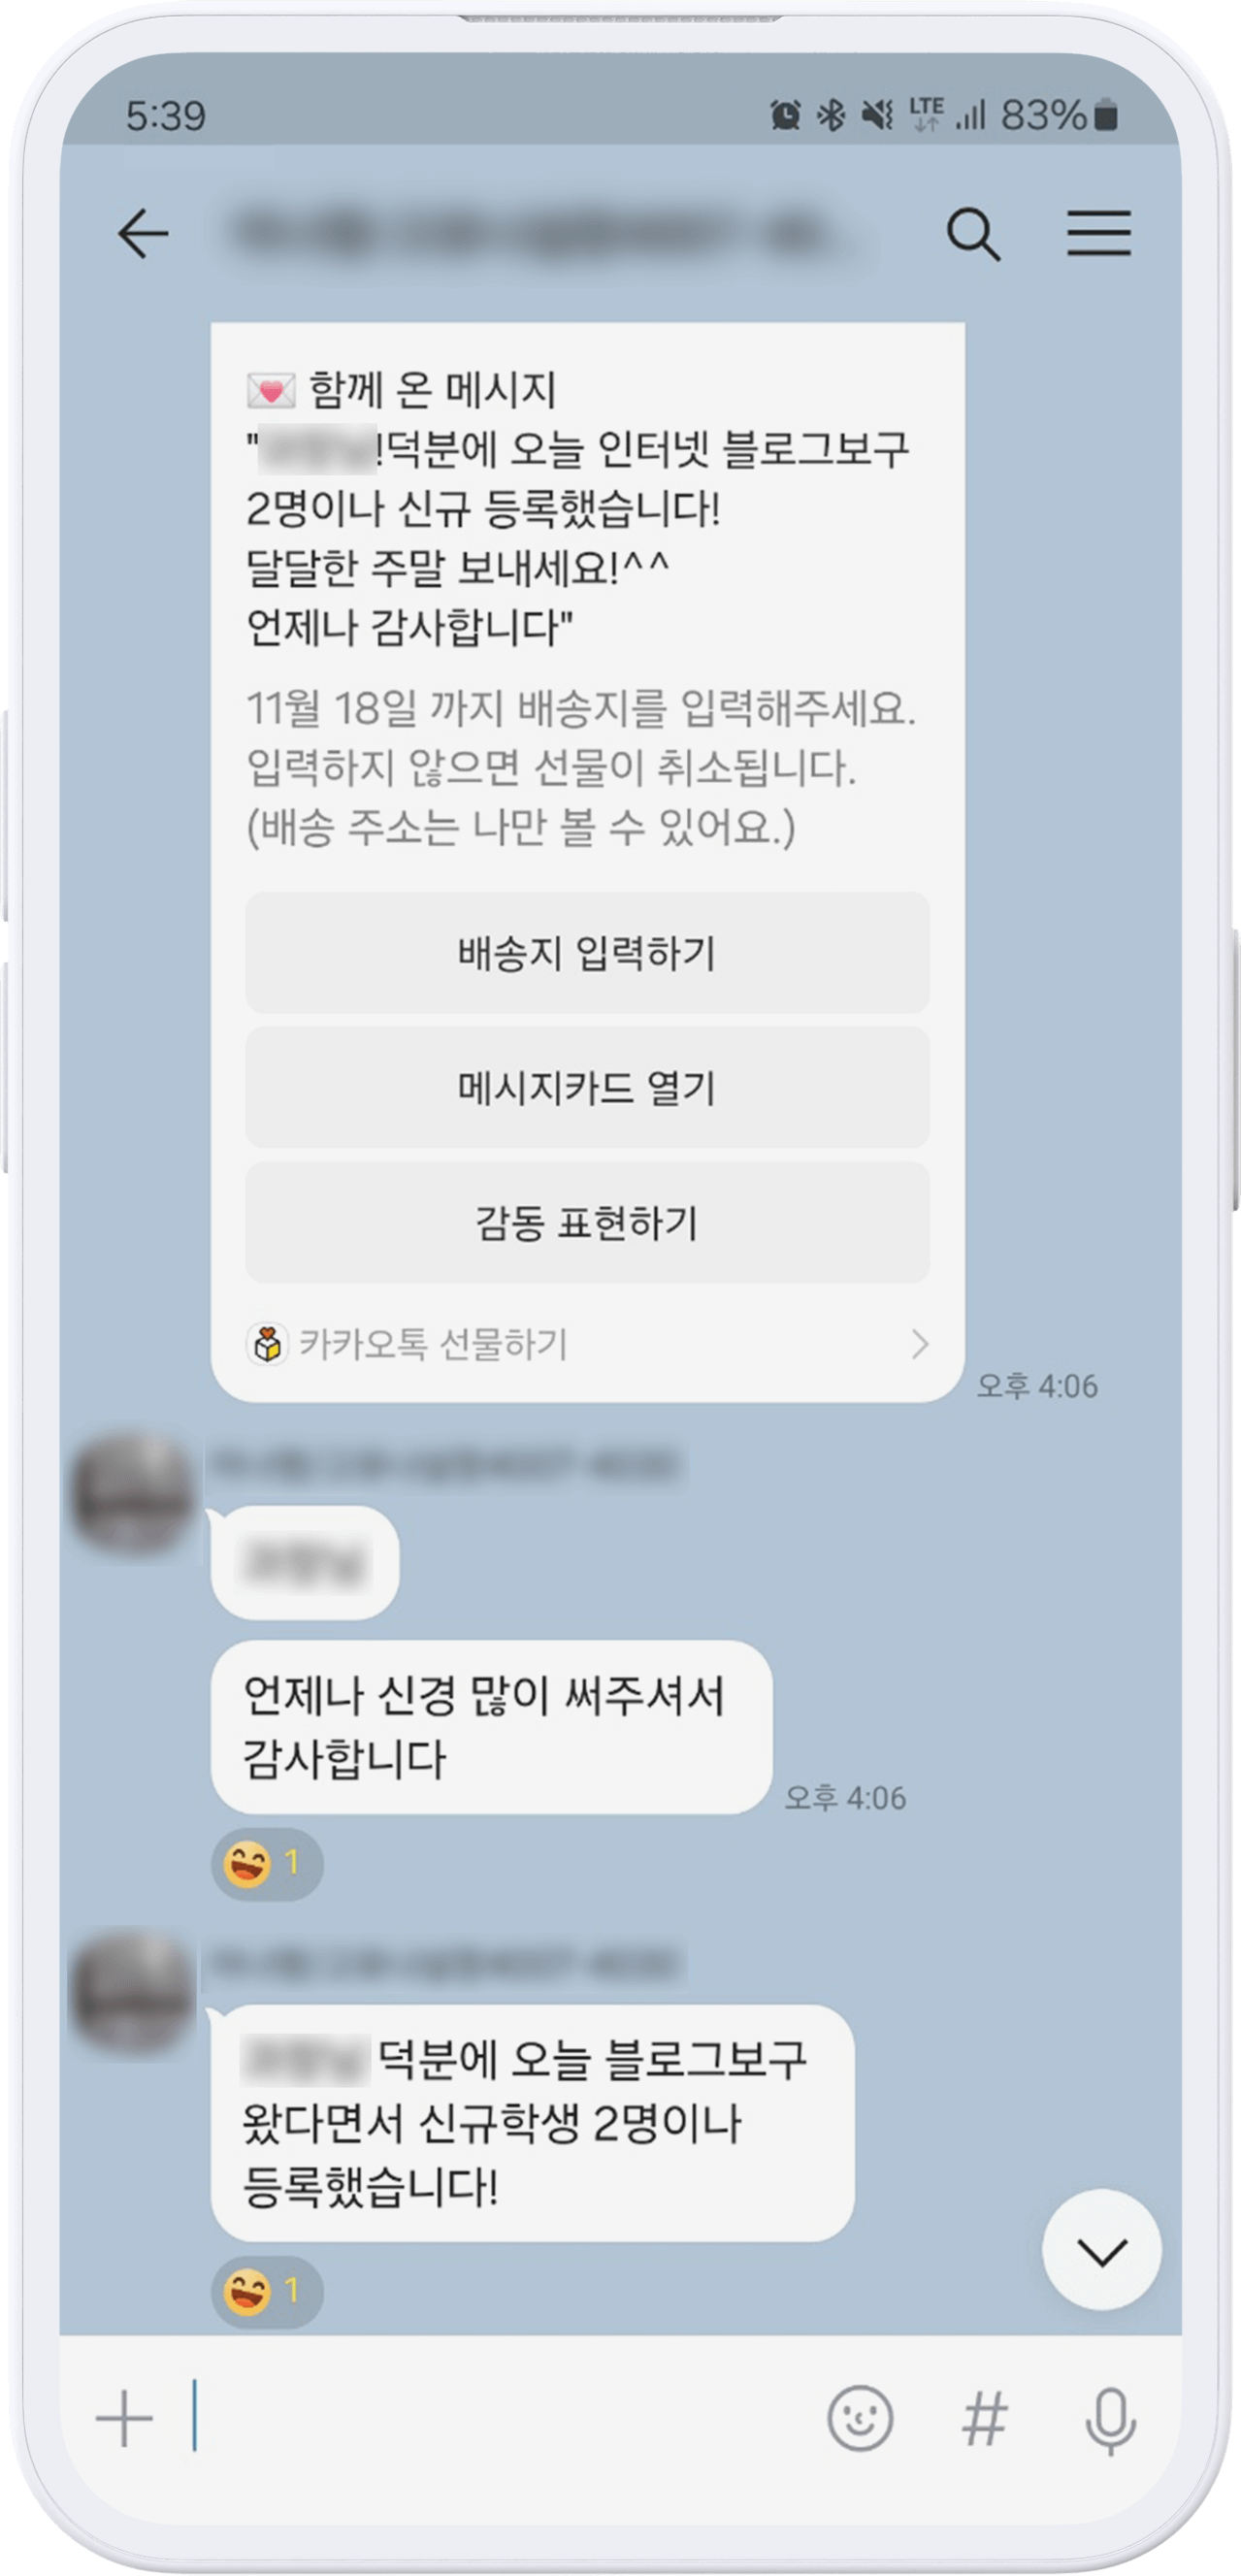 5:39 LTE 83%
함께 온 메시지
" !덕분에 오늘 인터넷 블로그보구
2명이나 신규 등록했습니다!
달달한 주말 보내세요!^^
언제나 감사합니다"
11월 18일 까지 배송지를 입력해주세요.
입력하지 않으면 선물이 취소됩니다.
(배송 주소는 나만 볼 수 있어요.)
배송지 입력하기
메시지카드 열기
감동 표현하기
카카오톡 선물하기
오후 4:06
언제나 신경 많이 써주셔서
감사합니다
오후 4:06
1
덕분에 오늘 블로그보구
왔다면서 신규학생 2명이나
등록했습니다!
1
#